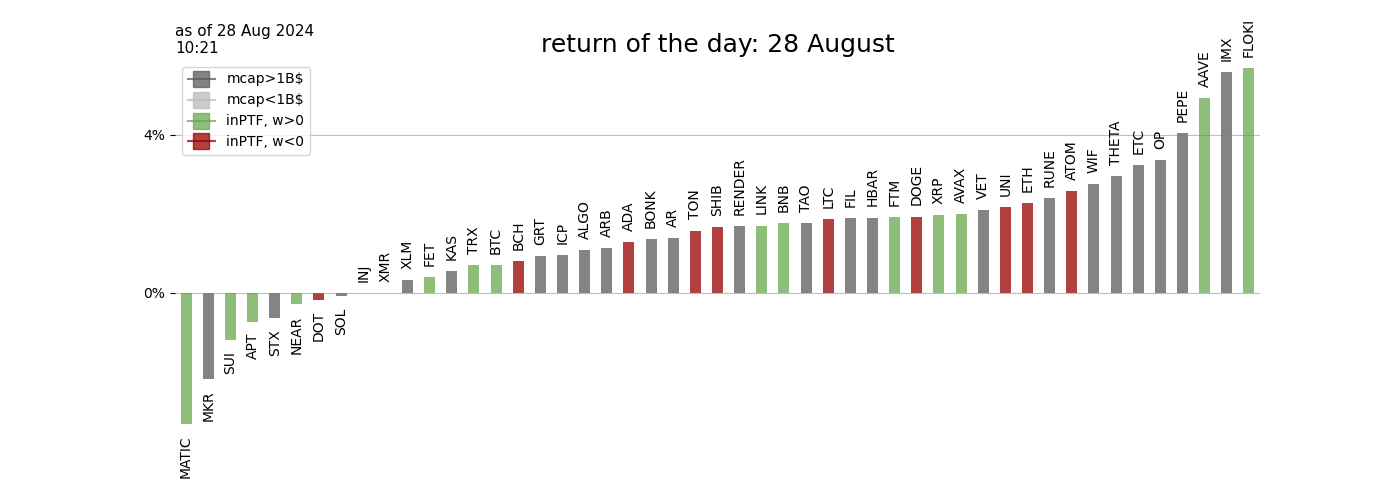 as of 28 Aug 2024
10:21
return of the day: 28 August
mcap>1B$
mcap<1B$
inPTF, w>0
inPTF, w<0
4%
0%
MATIC
MKR
SUI
APT
STX
NEAR
DOT
SOL
INJ
XMR
XLM
FET
KAS
TRX
BTC
BCH
GRT
ICP
ALGO
ARB
ADA
BONK
AR
TON
SHIB
RENDER
LINK
BNB
TAO
LTC
FIL
HBAR
FTM
DOGE
XRP
AVAX
VET
UNI
ETH
RUNE
ATOM
WIF
THETA
ETC
OP
PEPE
AAVE
IMX
FLOKI